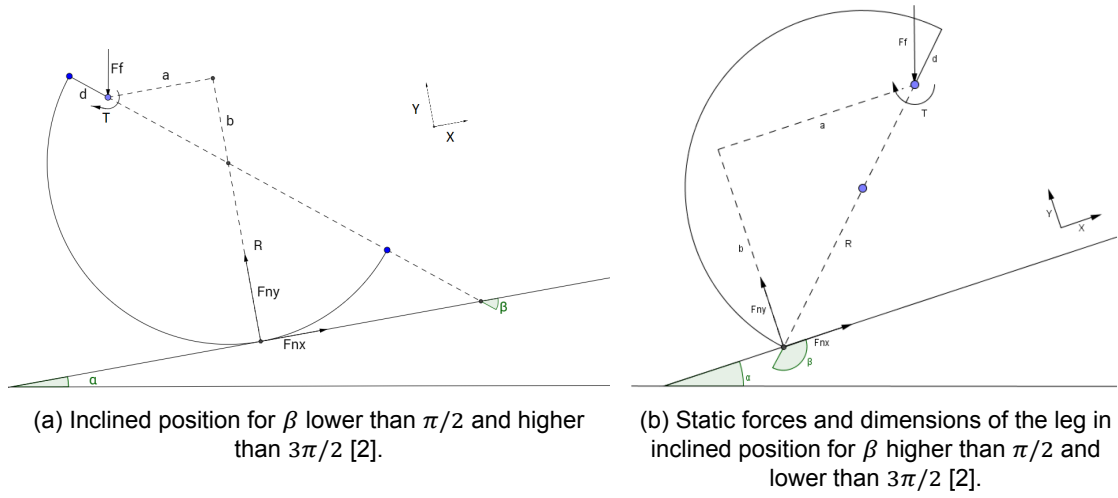 Ff
a
d
T
b
Y
X
R
Fny
β
Fnx
α
Ff
d
T
a
Y
X
b
R
Fny
Fnx
β
α
(a) Inclined position for β lower than π/2 and higher
than 3π/2 [2].
(b) Static forces and dimensions of the leg in
inclined position for β higher than π/2 and
lower than 3π/2 [2].